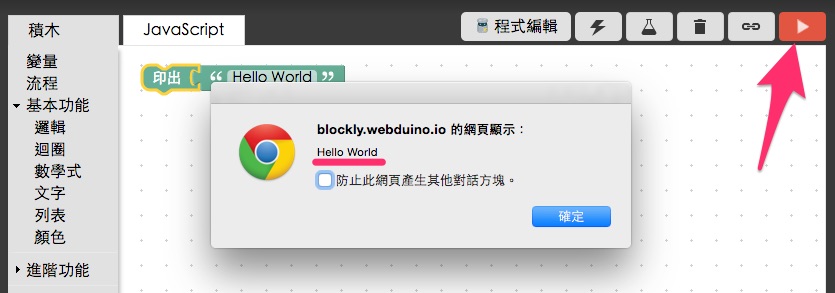 積木
JavaScript
程式編輯
變量
流程
基本功能
邏輯
迴圈
數學式
文字
列表
顏色
進階功能
印出 “ Hello World ”
blockly.webduino.io 的網頁顯示：
Hello World
防止此網頁產生其他對話方塊。
確定